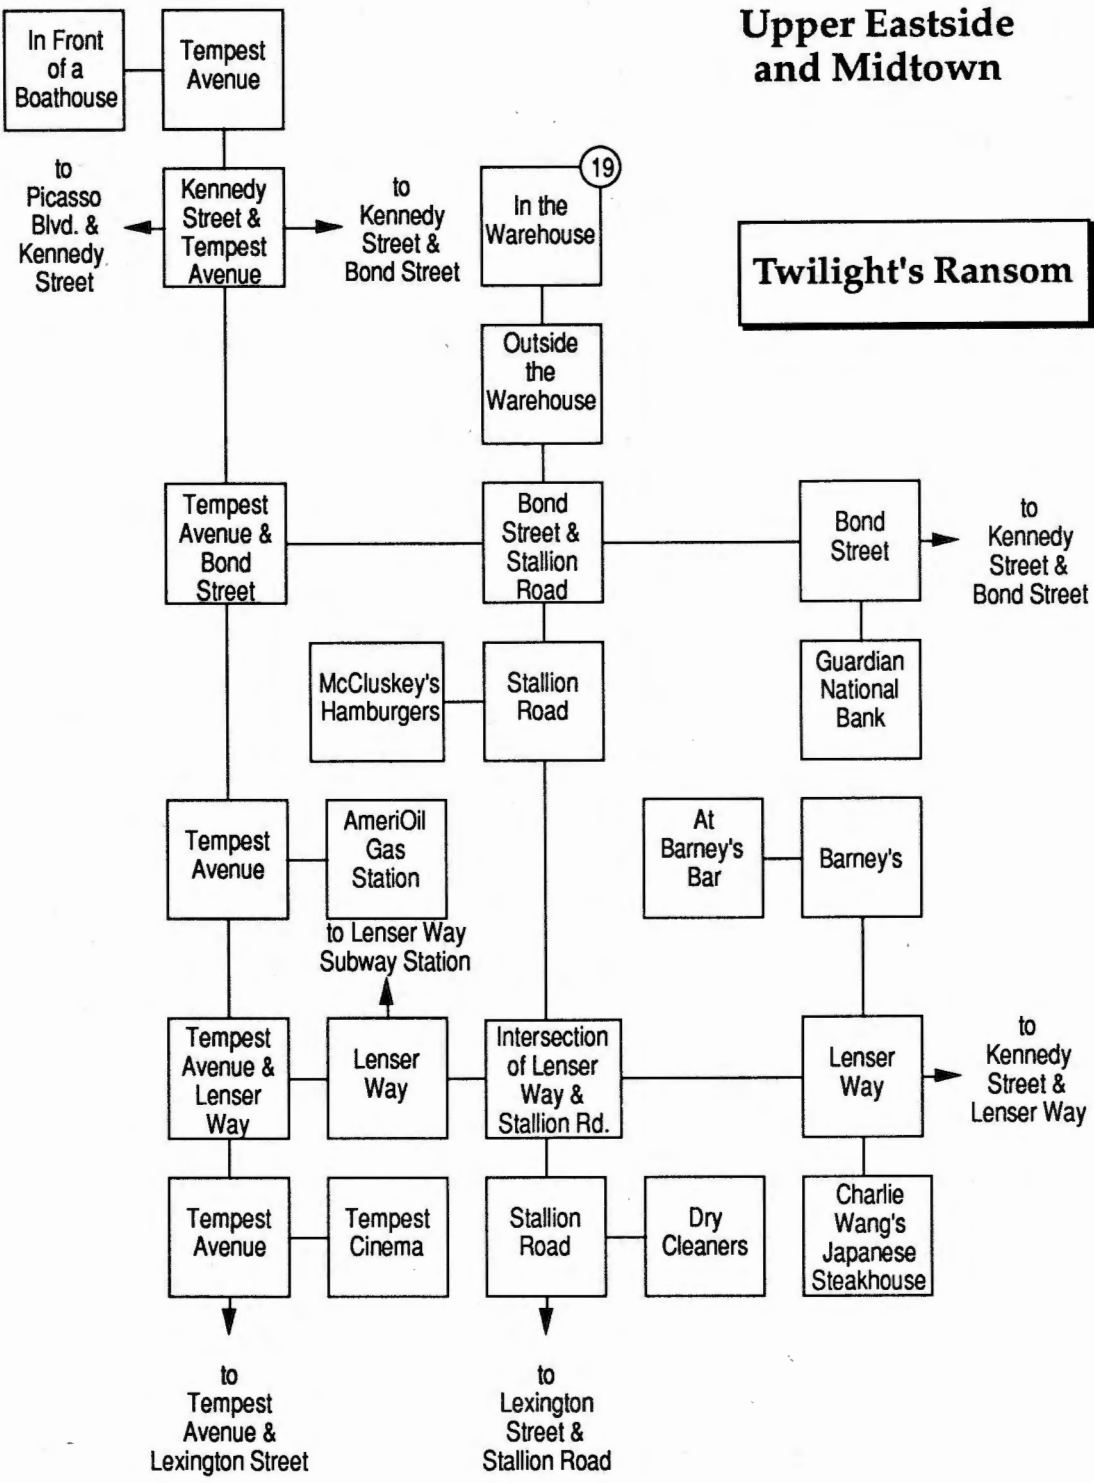 Upper Eastside
and Midtown
In Front
of a
Boathouse
Tempest
Avenue
to
Picasso
Blvd. &
Kennedy
Street
Kennedy
Street &
Tempest
Avenue
to
Kennedy
Street &
Bond Street
19
In the
Warehouse
Twilight's Ransom
Outside
the
Warehouse
Tempest
Avenue &
Bond
Street
Bond
Street &
Stallion
Road
Bond
Street
to
Kennedy
Street &
Bond Street
McCluskey's
Hamburgers
Stallion
Road
Guardian
National
Bank
Tempest
Avenue
AmeriOil
Gas
Station
At
Barney's
Bar
Barney's
to Lenser Way
Subway Station
Tempest
Avenue &
Lenser
Way
Lenser
Way
Intersection
of Lenser
Way &
Stallion Rd.
Lenser
Way
to
Kennedy
Street &
Lenser Way
Tempest
Avenue
Tempest
Cinema
Stallion
Road
Dry
Cleaners
Charlie
Wang's
Japanese
Steakhouse
to
Tempest
Avenue &
Lexington Street
to
Lexington
Street &
Stallion Road